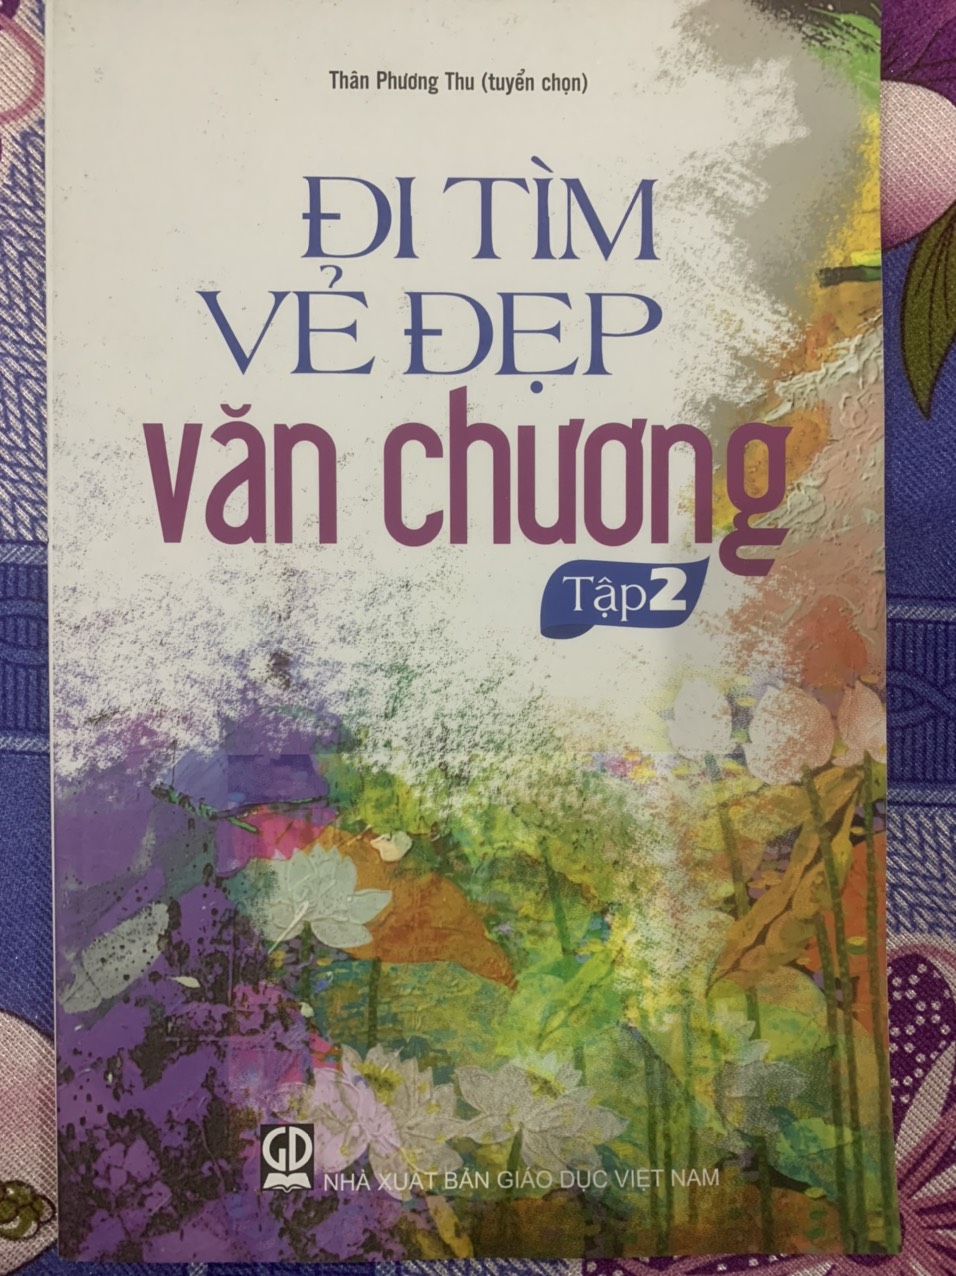 Thân Phương Thu (tuyển chọn)
ĐI TÌM
VẺ ĐẸP
văn chương
Tập 2
GD
NHÀ XUẤT BẢN GIÁO DỤC VIỆT NAM